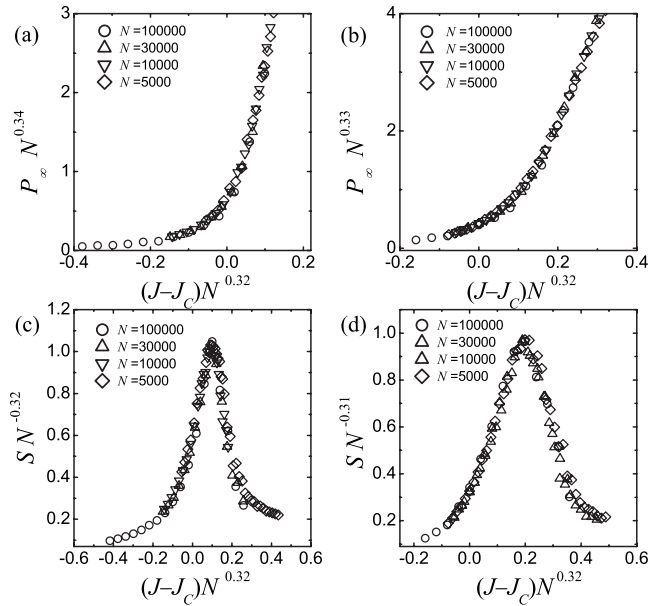 (a)
3
2
1
0
P∞ N^0.34
○ N=100000
△ N=30000
▽ N=10000
◇ N=5000
-0.4 -0.2 0.0 0.2
(J–J_C)N^0.32
(b)
4
2
0
P∞ N^0.33
○ N=100000
△ N=30000
▽ N=10000
◇ N=5000
-0.2 0.0 0.2 0.4
(J–J_C)N^0.32
(c)
1.2
1.0
0.8
0.6
0.4
0.2
S N^-0.32
○ N=100000
△ N=30000
▽ N=10000
◇ N=5000
-0.6 -0.4 -0.2 0.0 0.2 0.4 0.6
(J–J_C)N^0.32
(d)
1.0
0.8
0.6
0.4
0.2
S N^-0.31
○ N=100000
△ N=30000
△ N=10000
◇ N=5000
-0.2 0.0 0.2 0.4 0.6
(J–J_C)N^0.32